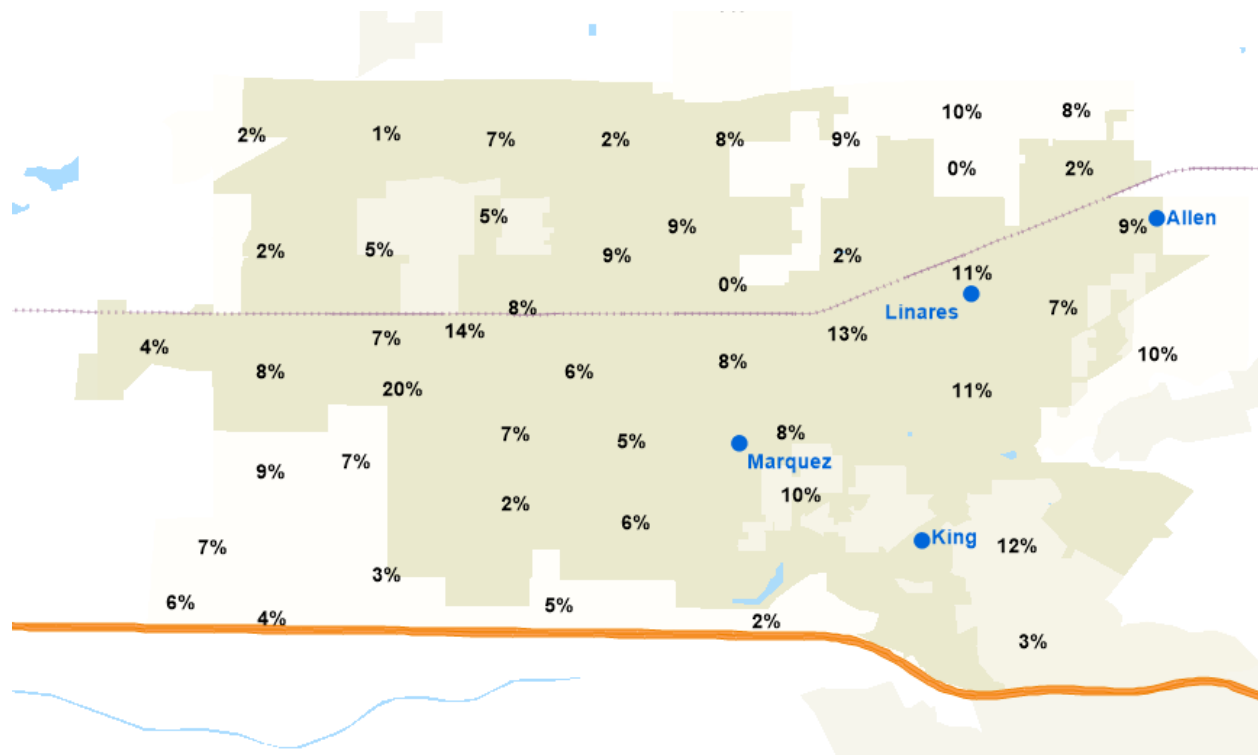 10% 8%
2% 1% 7% 2% 8% 9%
0% 2%
5% 9% 9% Allen
2% 5% 9% 2%
0% 11%
8% Linares 7%
4% 7% 14% 13% 10%
8% 20% 6% 8% 11%
7% 5% 8%
9% 7% Marquez
2% 6% 10%
7% King 12%
3%
6% 4% 5% 2%
3%